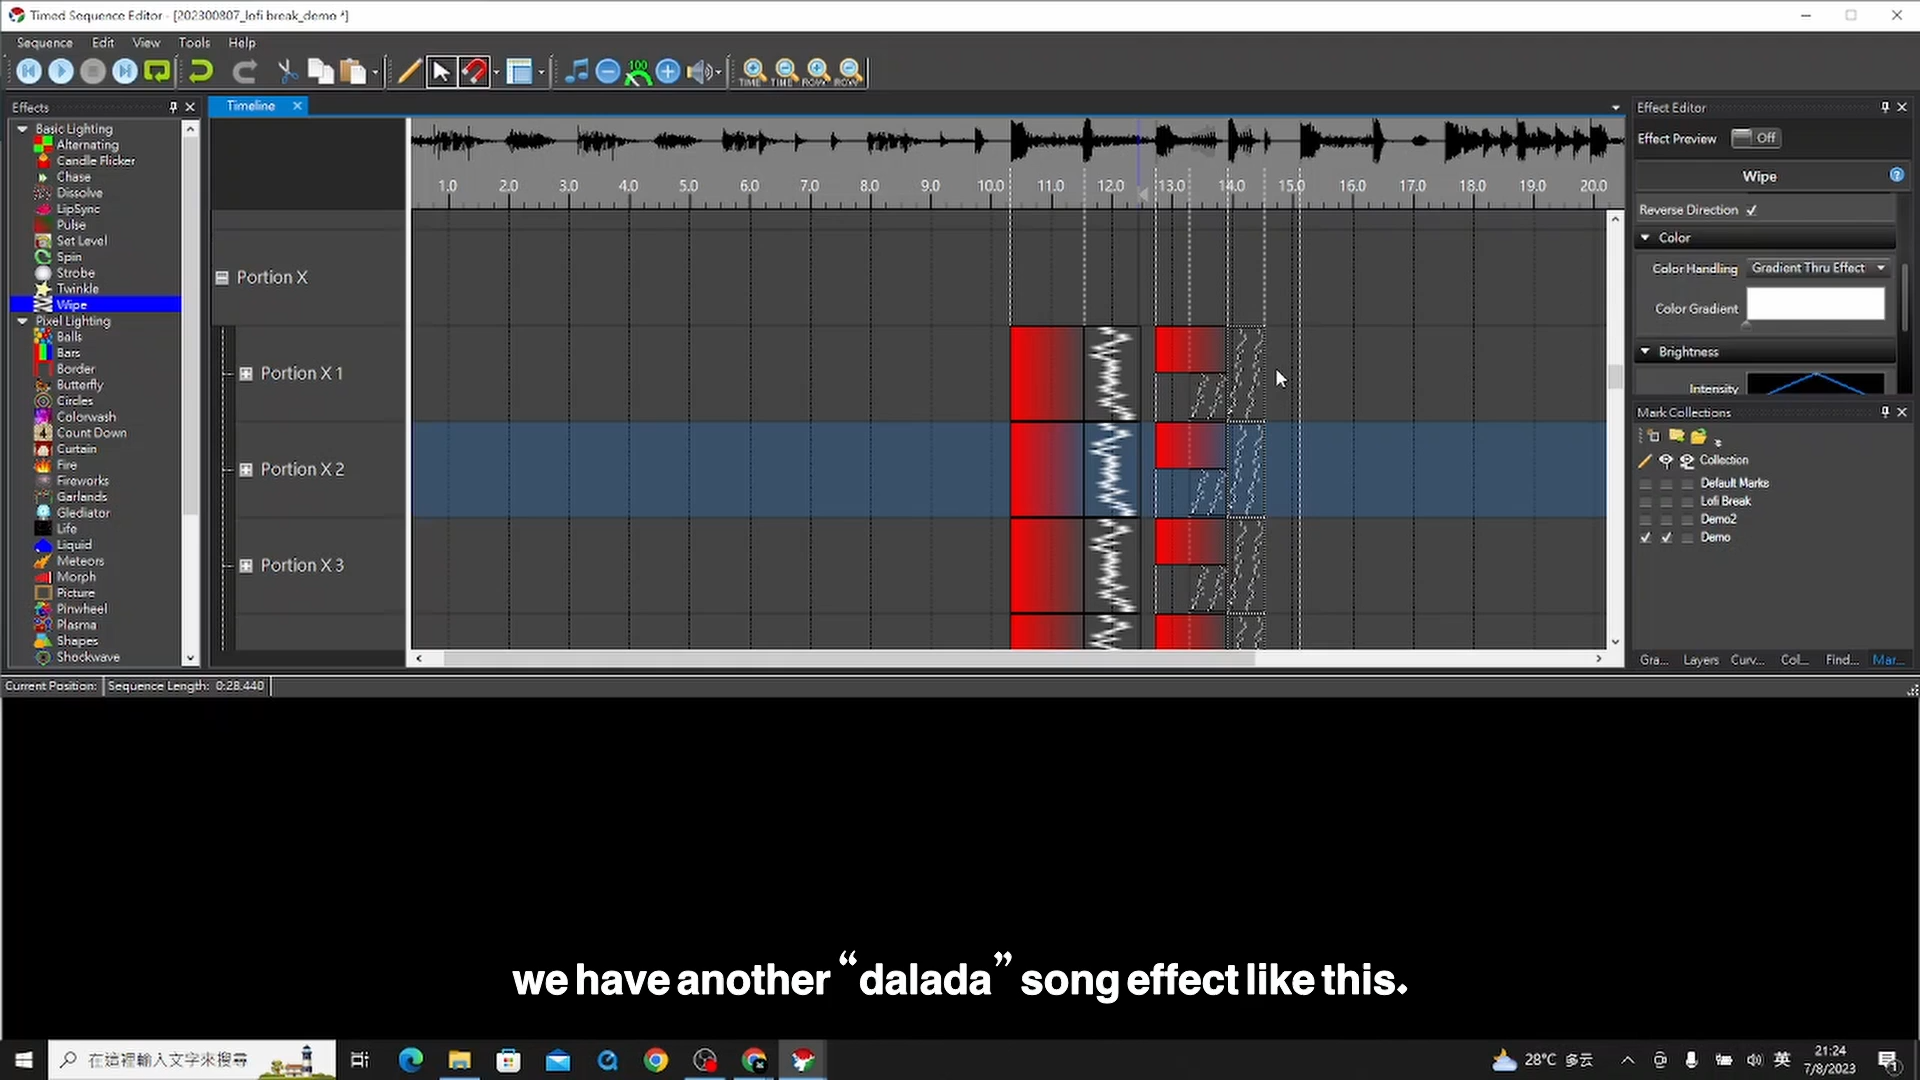 Timed Sequence Editor - [202300807_lofi break_demo *]
Sequence Edit View Tools Help
100
TIME TIME ROW ROW
Effects
Timeline
Effect Editor
Basic Lighting
Alternating
Candle Flicker
Chase
Dissolve
LipSync
Pulse
Set Level
Spin
Strobe
Twinkle
Wipe
Pixel Lighting
Balls
Bars
Border
Butterfly
Circles
Colorwash
Count Down
Curtain
Fire
Fireworks
Garlands
Glediator
Life
Liquid
Meteors
Morph
Picture
Pinwheel
Plasma
Shapes
Shockwave
1.0 2.0 3.0 4.0 5.0 6.0 7.0 8.0 9.0 10.0 11.0 12.0 13.0 14.0 15.0 16.0 17.0 18.0 19.0 20.0
Portion X
Portion X 1
Portion X 2
Portion X 3
Effect Preview Off
Wipe
Reverse Direction
Color
Color Handling Gradient Thru Effect
Color Gradient
Brightness
Intensity
Mark Collections
Collection
Default Marks
Lofi Break
Demo2
Demo
Gra... Layers Curv... Col... Find... Mar...
Current Position: Sequence Length: 0:28.440
we have another “dalada” song effect like this.
在這裡輸入文字來搜尋
28°C 多云
英
21:24
7/8/2023
1